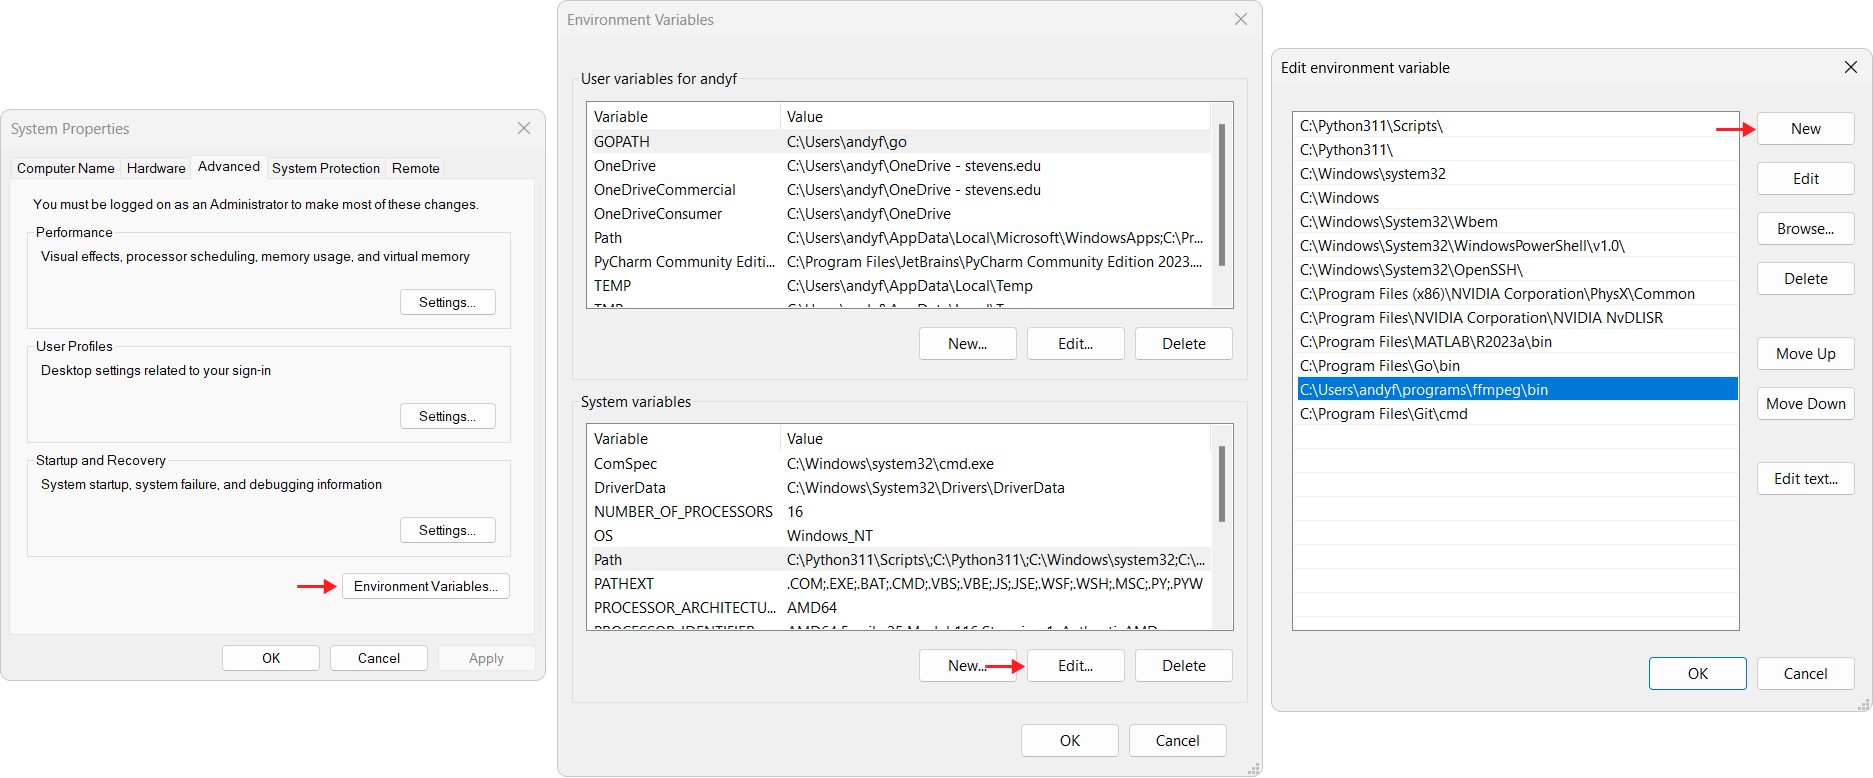 System Properties
Computer Name Hardware Advanced System Protection Remote
You must be logged on as an Administrator to make most of these changes.
Performance
Visual effects, processor scheduling, memory usage, and virtual memory
Settings...
User Profiles
Desktop settings related to your sign-in
Settings...
Startup and Recovery
System startup, system failure, and debugging information
Settings...
Environment Variables...
OK Cancel Apply
Environment Variables
User variables for andyf
Variable Value
GOPATH C:\Users\andyf\go
OneDrive C:\Users\andyf\OneDrive - stevens.edu
OneDriveCommercial C:\Users\andyf\OneDrive - stevens.edu
OneDriveConsumer C:\Users\andyf\OneDrive
Path C:\Users\andyf\AppData\Local\Microsoft\WindowsApps;C:\Pr...
PyCharm Community Editi... C:\Program Files\JetBrains\PyCharm Community Edition 2023....
TEMP C:\Users\andyf\AppData\Local\Temp
New... Edit... Delete
System variables
Variable Value
ComSpec C:\Windows\system32\cmd.exe
DriverData C:\Windows\System32\Drivers\DriverData
NUMBER_OF_PROCESSORS 16
OS Windows_NT
Path C:\Python311\Scripts\;C:\Python311\;C:\Windows\system32;C:\...
PATHEXT .COM;.EXE;.BAT;.CMD;.VBS;.VBE;.JS;.JSE;.WSF;.WSH;.MSC;.PY;.PYW
PROCESSOR_ARCHITECTU... AMD64
New... Edit... Delete
OK Cancel
Edit environment variable
C:\Python311\Scripts\
C:\Python311\
C:\Windows\system32
C:\Windows
C:\Windows\System32\Wbem
C:\Windows\System32\WindowsPowerShell\v1.0\
C:\Windows\System32\OpenSSH\
C:\Program Files (x86)\NVIDIA Corporation\PhysX\Common
C:\Program Files\NVIDIA Corporation\NVIDIA NvDLISR
C:\Program Files\MATLAB\R2023a\bin
C:\Program Files\Go\bin
C:\Users\andyf\programs\ffmpeg\bin
C:\Program Files\Git\cmd
New
Edit
Browse...
Delete
Move Up
Move Down
Edit text...
OK Cancel